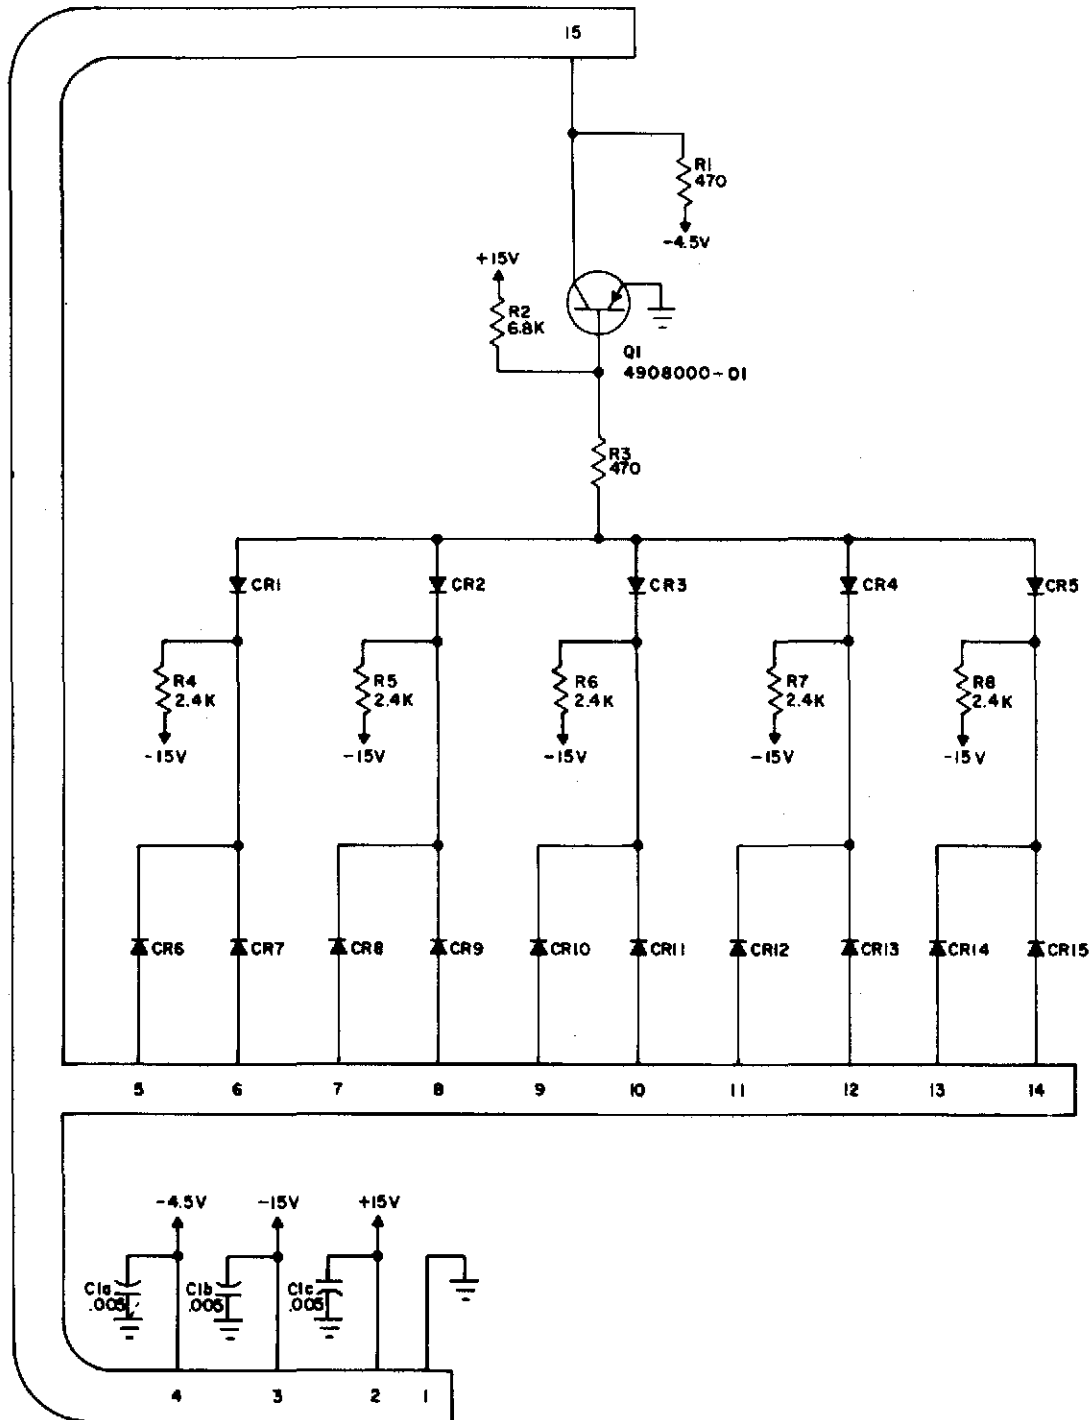 15
R1
470
-4.5V
+15V
R2
6.8K
Q1
4908000-01
R3
470
CR1 CR2 CR3 CR4 CR5
R4 R5 R6 R7 R8
2.4K 2.4K 2.4K 2.4K 2.4K
-15V -15V -15V -15V -15V
CR6 CR7 CR8 CR9 CR10 CR11 CR12 CR13 CR14 CR15
5 6 7 8 9 10 11 12 13 14
-4.5V -15V +15V
C1a C1b C1c
.005 .005 .005
4 3 2 1